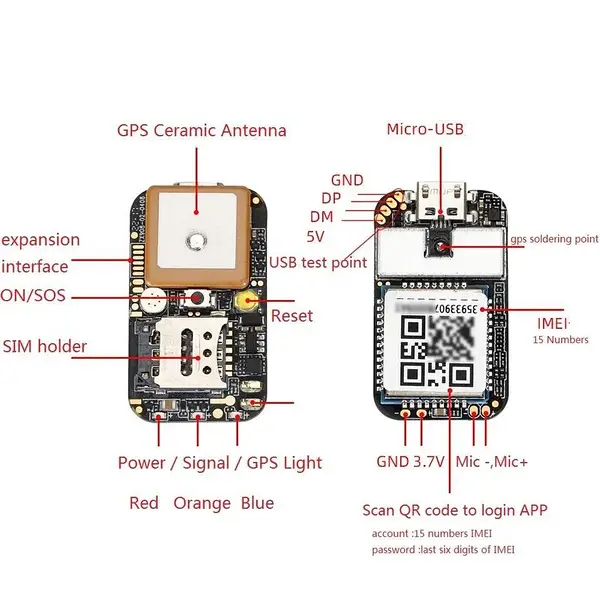 GPS Ceramic Antenna
Micro-USB
GND
DP
DM
5V
USB test point
gps soldering point
expansion
interface
ON/SOS
Reset
SIM holder
IMEI
15 Numbers
Power / Signal / GPS Light
Red Orange Blue
GND 3.7V Mic -,Mic+
Scan QR code to login APP
account :15 numbers IMEI
password :last six digits of IMEI